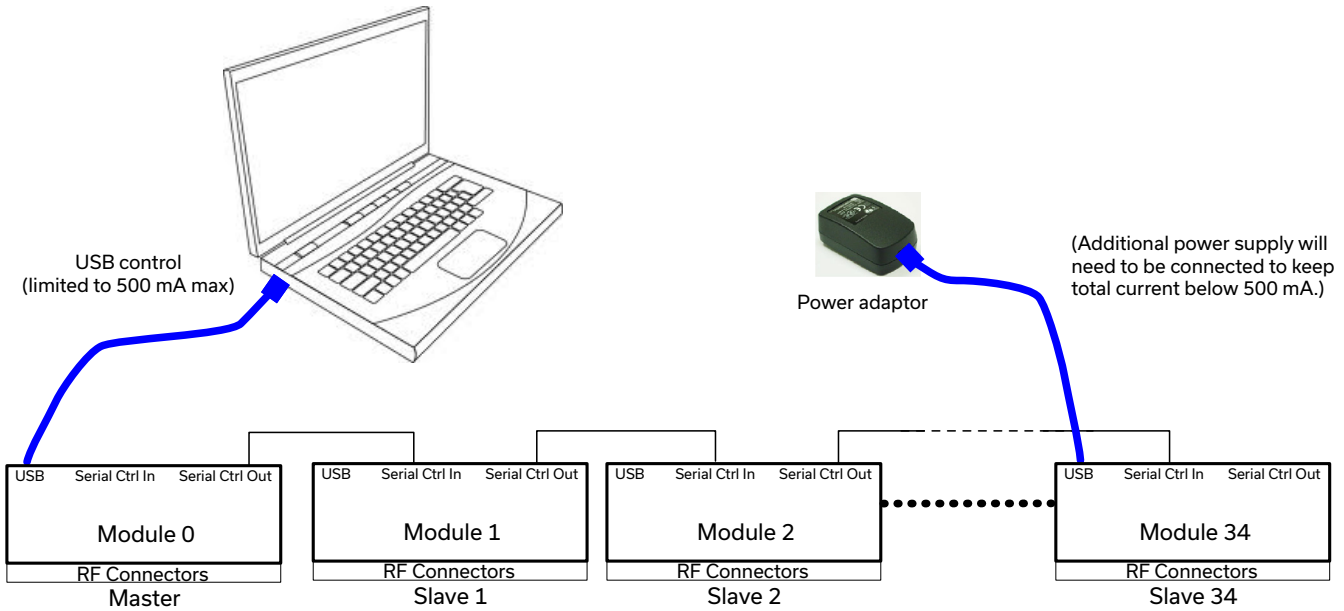 USB control
(limited to 500 mA max)
Power adaptor
(Additional power supply will
need to be connected to keep
total current below 500 mA.)
USB Serial Ctrl In Serial Ctrl Out
Module 0
RF Connectors
Master
USB Serial Ctrl In Serial Ctrl Out
Module 1
RF Connectors
Slave 1
USB Serial Ctrl In Serial Ctrl Out
Module 2
RF Connectors
Slave 2
USB Serial Ctrl In Serial Ctrl Out
Module 34
RF Connectors
Slave 34